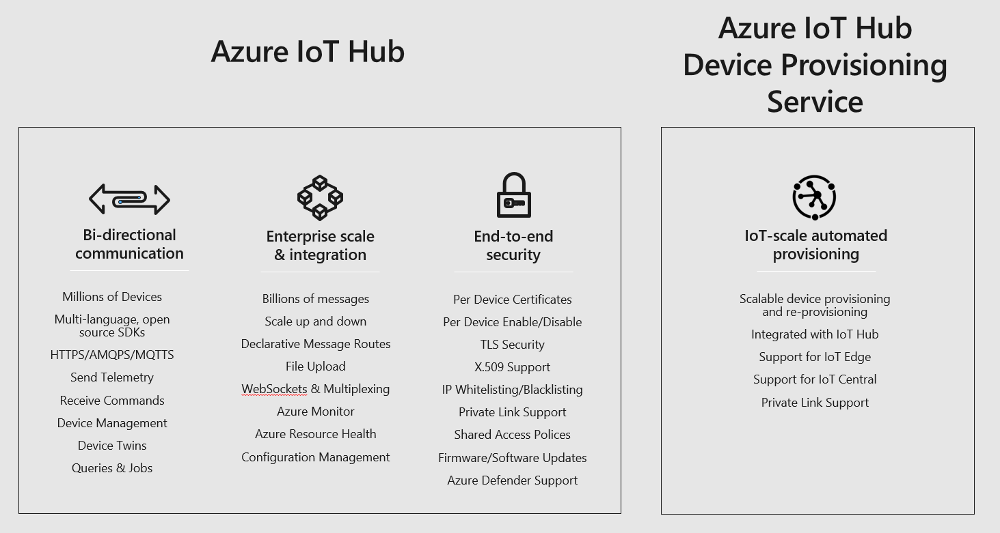 Azure IoT Hub
Bi-directional
communication
Millions of Devices
Multi-language, open
source SDKs
HTTPS/AMQPS/MQTTS
Send Telemetry
Receive Commands
Device Management
Device Twins
Queries & Jobs
Enterprise scale
& integration
Billions of messages
Scale up and down
Declarative Message Routes
File Upload
WebSockets & Multiplexing
Azure Monitor
Azure Resource Health
Configuration Management
End-to-end
security
Per Device Certificates
Per Device Enable/Disable
TLS Security
X.509 Support
IP Whitelisting/Blacklisting
Private Link Support
Shared Access Polices
Firmware/Software Updates
Azure Defender Support
Azure IoT Hub
Device Provisioning
Service
IoT-scale automated
provisioning
Scalable device provisioning
and re-provisioning
Integrated with IoT Hub
Support for IoT Edge
Support for IoT Central
Private Link Support